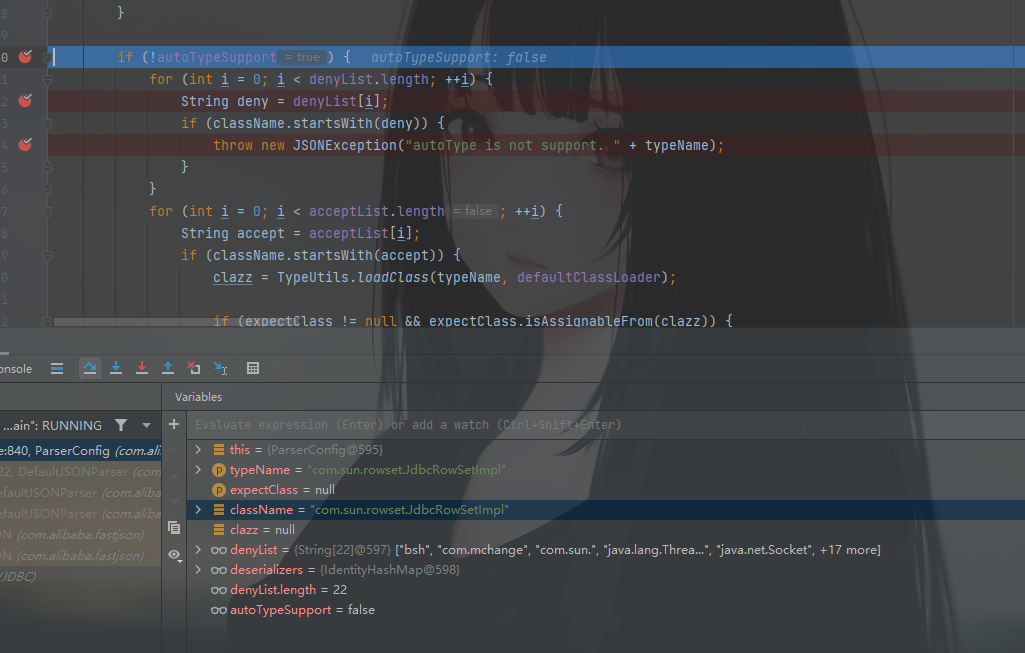 8 }
9
0 if (!autoTypeSupport = true ) { autoTypeSupport: false
1 for (int i = 0; i < denyList.length; ++i) {
2 String deny = denyList[i];
3 if (className.startsWith(deny)) {
4 throw new JSONException("autoType is not support. " + typeName);
5 }
6 }
7 for (int i = 0; i < acceptList.length = false ; ++i) {
8 String accept = acceptList[i];
9 if (className.startsWith(accept)) {
0 clazz = TypeUtils.loadClass(typeName, defaultClassLoader);
1
2 if (expectClass != null && expectClass.isAssignableFrom(clazz)) {
onsole
Variables
...ain": RUNNING
Evaluate expression (Enter) or add a watch (Ctrl+Shift+Enter)
e:840, ParserConfig (com.ali
22, DefaultJSONParser (com.
efaultJSONParser (com.aliba
efaultJSONParser (com.aliba
ON (com.alibaba.fastjson)
ON (com.alibaba.fastjson)
(JDBC)
this = {ParserConfig@595}
typeName = "com.sun.rowset.JdbcRowSetImpl"
expectClass = null
className = "com.sun.rowset.JdbcRowSetImpl"
clazz = null
denyList = {String[22]@597} ["bsh", "com.mchange", "com.sun.", "java.lang.Threa...", "java.net.Socket", +17 more]
deserializers = {IdentityHashMap@598}
denyList.length = 22
autoTypeSupport = false